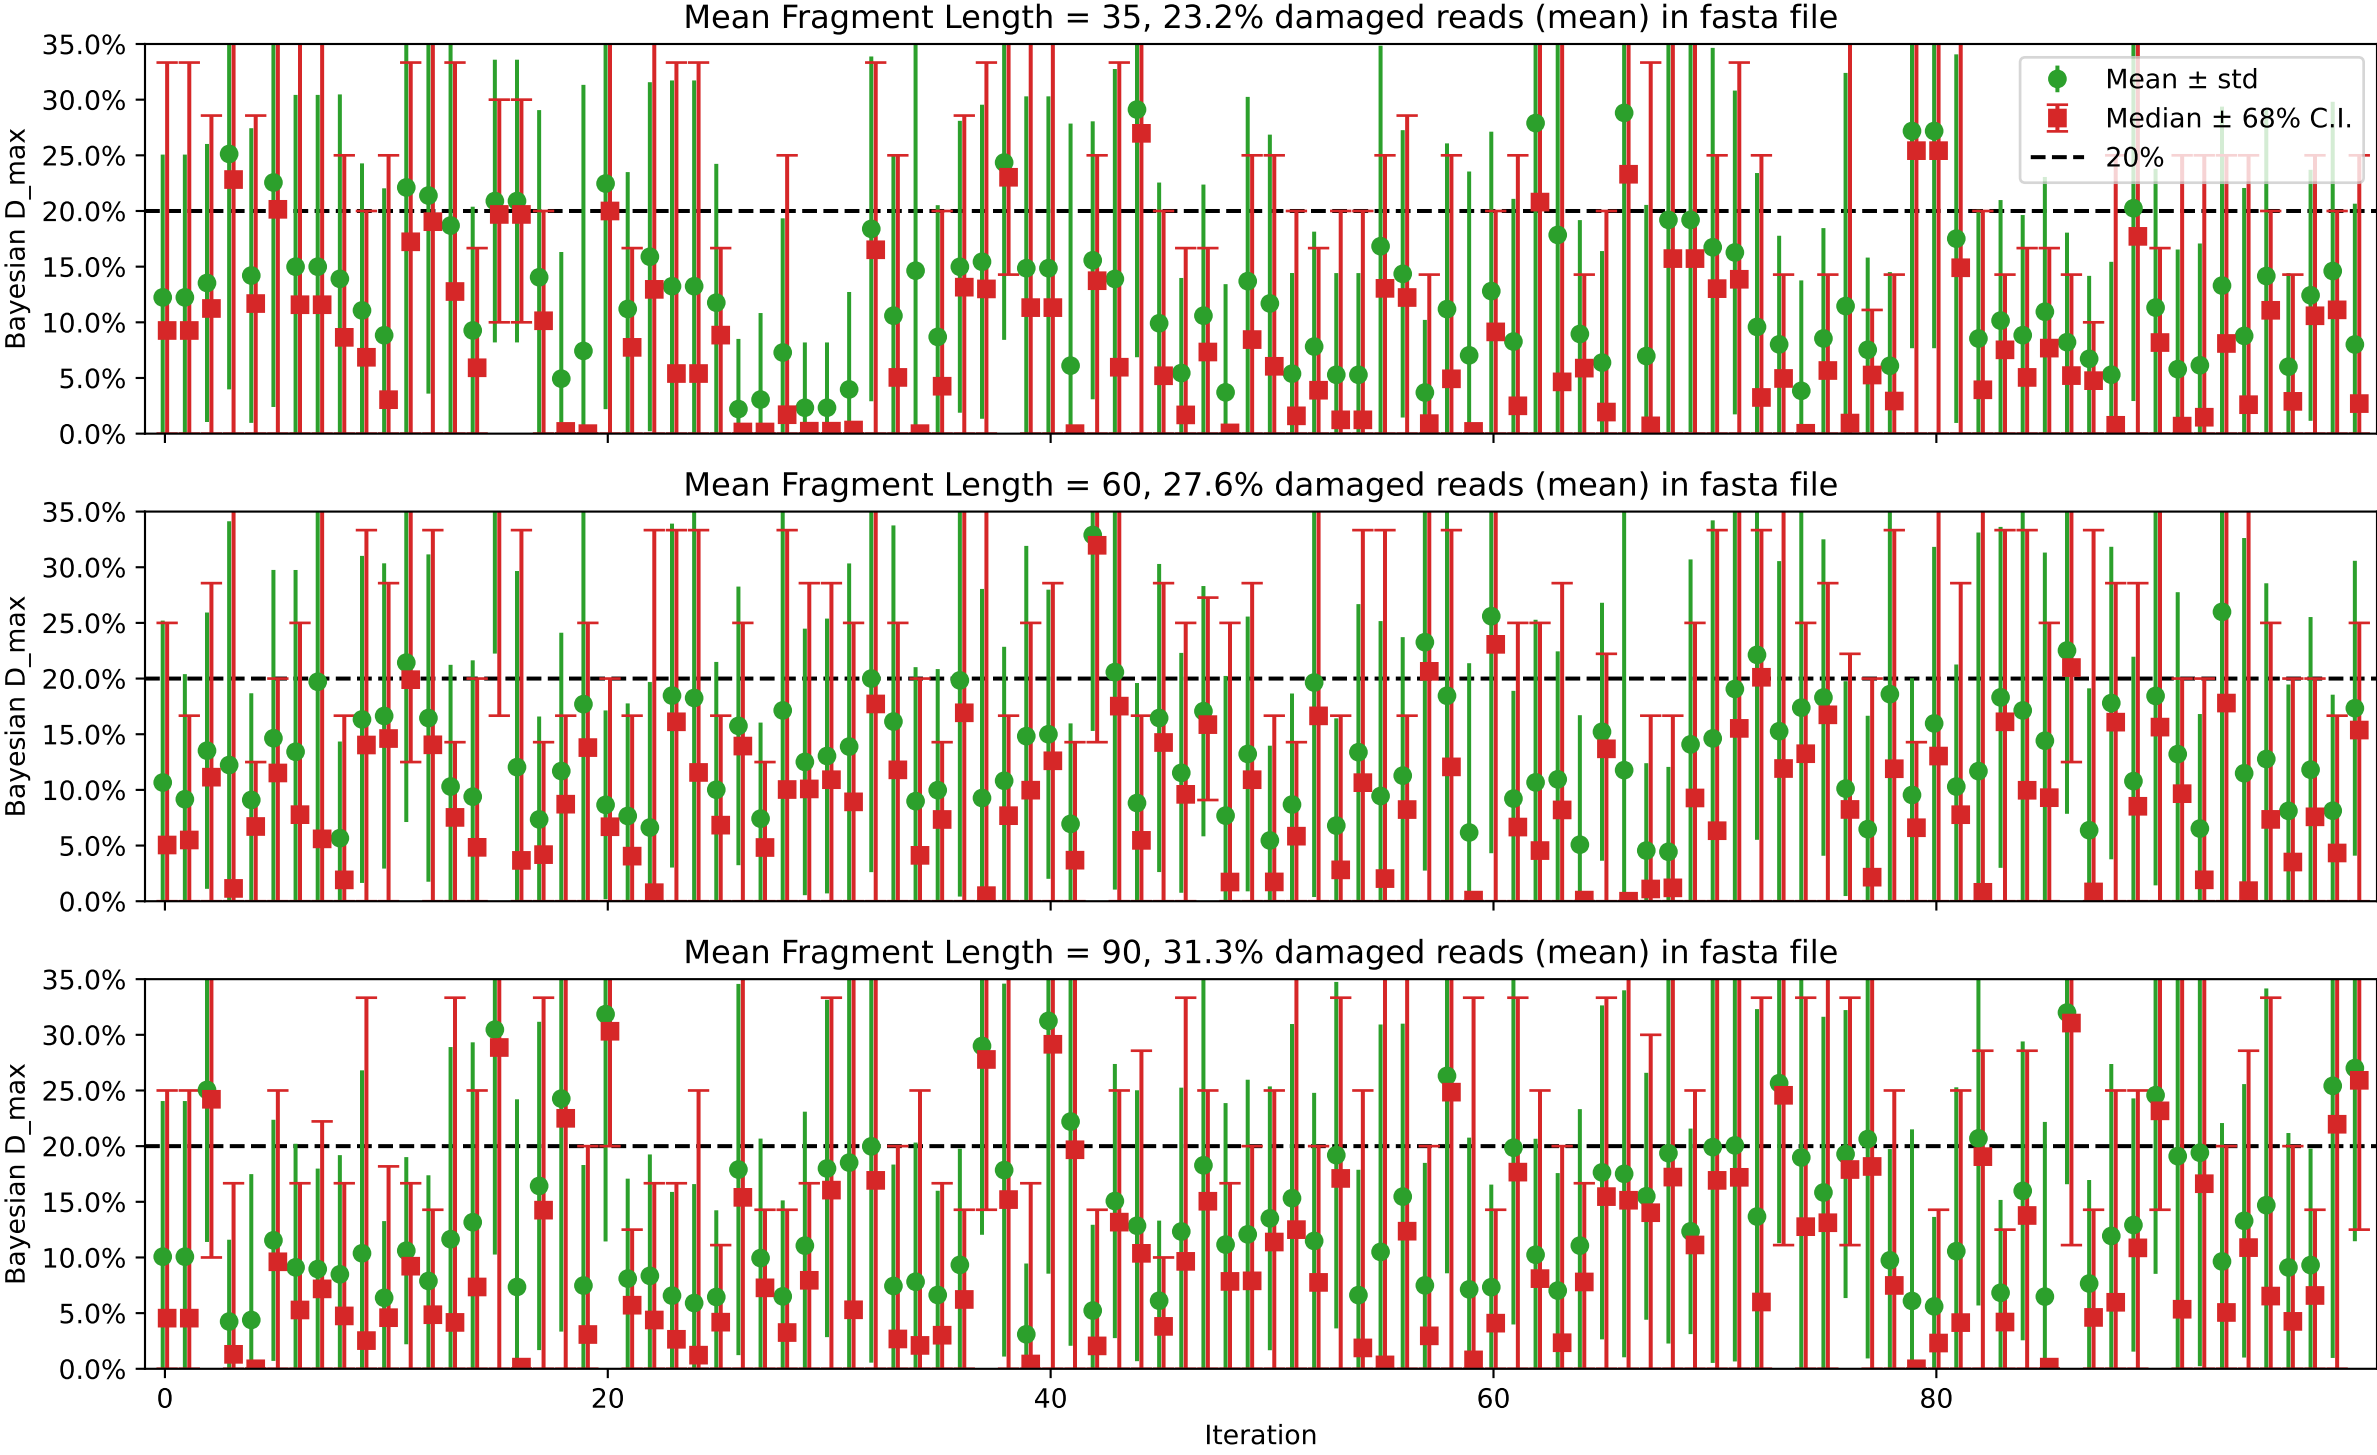 Mean Fragment Length = 35, 23.2% damaged reads (mean) in fasta file
35.0%
30.0%
25.0%
20.0%
15.0%
10.0%
5.0%
0.0%
Bayesian D_max
Mean ± std
Median ± 68% C.I.
20%
Mean Fragment Length = 60, 27.6% damaged reads (mean) in fasta file
35.0%
30.0%
25.0%
20.0%
15.0%
10.0%
5.0%
0.0%
Bayesian D_max
Mean Fragment Length = 90, 31.3% damaged reads (mean) in fasta file
35.0%
30.0%
25.0%
20.0%
15.0%
10.0%
5.0%
0.0%
Bayesian D_max
0 20 40 60 80
Iteration